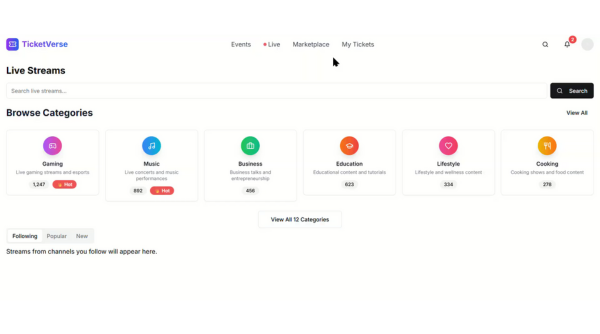 TicketVerse
Events Live Marketplace My Tickets 2
Live Streams
Search live streams... Search
Browse Categories View All
Gaming
Live gaming streams and esports
1,247 Hot
Music
Live concerts and music
performances
892 Hot
Business
Business talks and
entrepreneurship
456
Education
Educational content and tutorials
623
Lifestyle
Lifestyle and wellness content
334
Cooking
Cooking shows and food content
278
View All 12 Categories
Following Popular New
Streams from channels you follow will appear here.